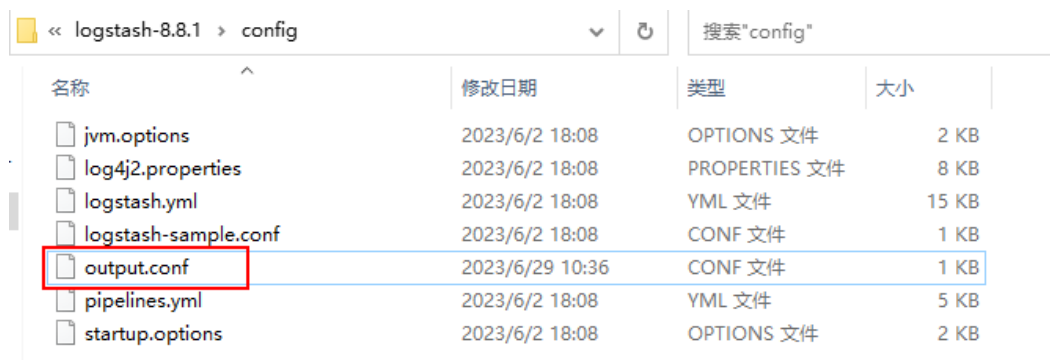 « logstash-8.8.1 › config 搜索"config"
名称 修改日期 类型 大小
jvm.options 2023/6/2 18:08 OPTIONS 文件 2 KB
log4j2.properties 2023/6/2 18:08 PROPERTIES 文件 8 KB
logstash.yml 2023/6/2 18:08 YML 文件 15 KB
logstash-sample.conf 2023/6/2 18:08 CONF 文件 1 KB
output.conf 2023/6/29 10:36 CONF 文件 1 KB
pipelines.yml 2023/6/2 18:08 YML 文件 5 KB
startup.options 2023/6/2 18:08 OPTIONS 文件 2 KB